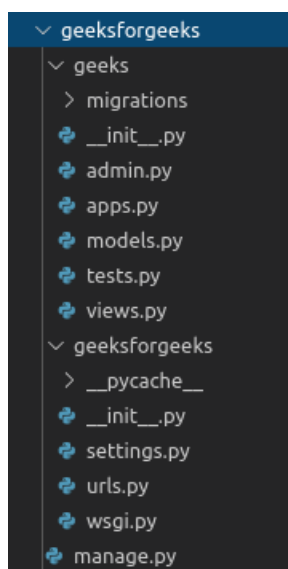 geeksforgeeks
geeks
migrations
__init__.py
admin.py
apps.py
models.py
tests.py
views.py
geeksforgeeks
__pycache__
__init__.py
settings.py
urls.py
wsgi.py
manage.py